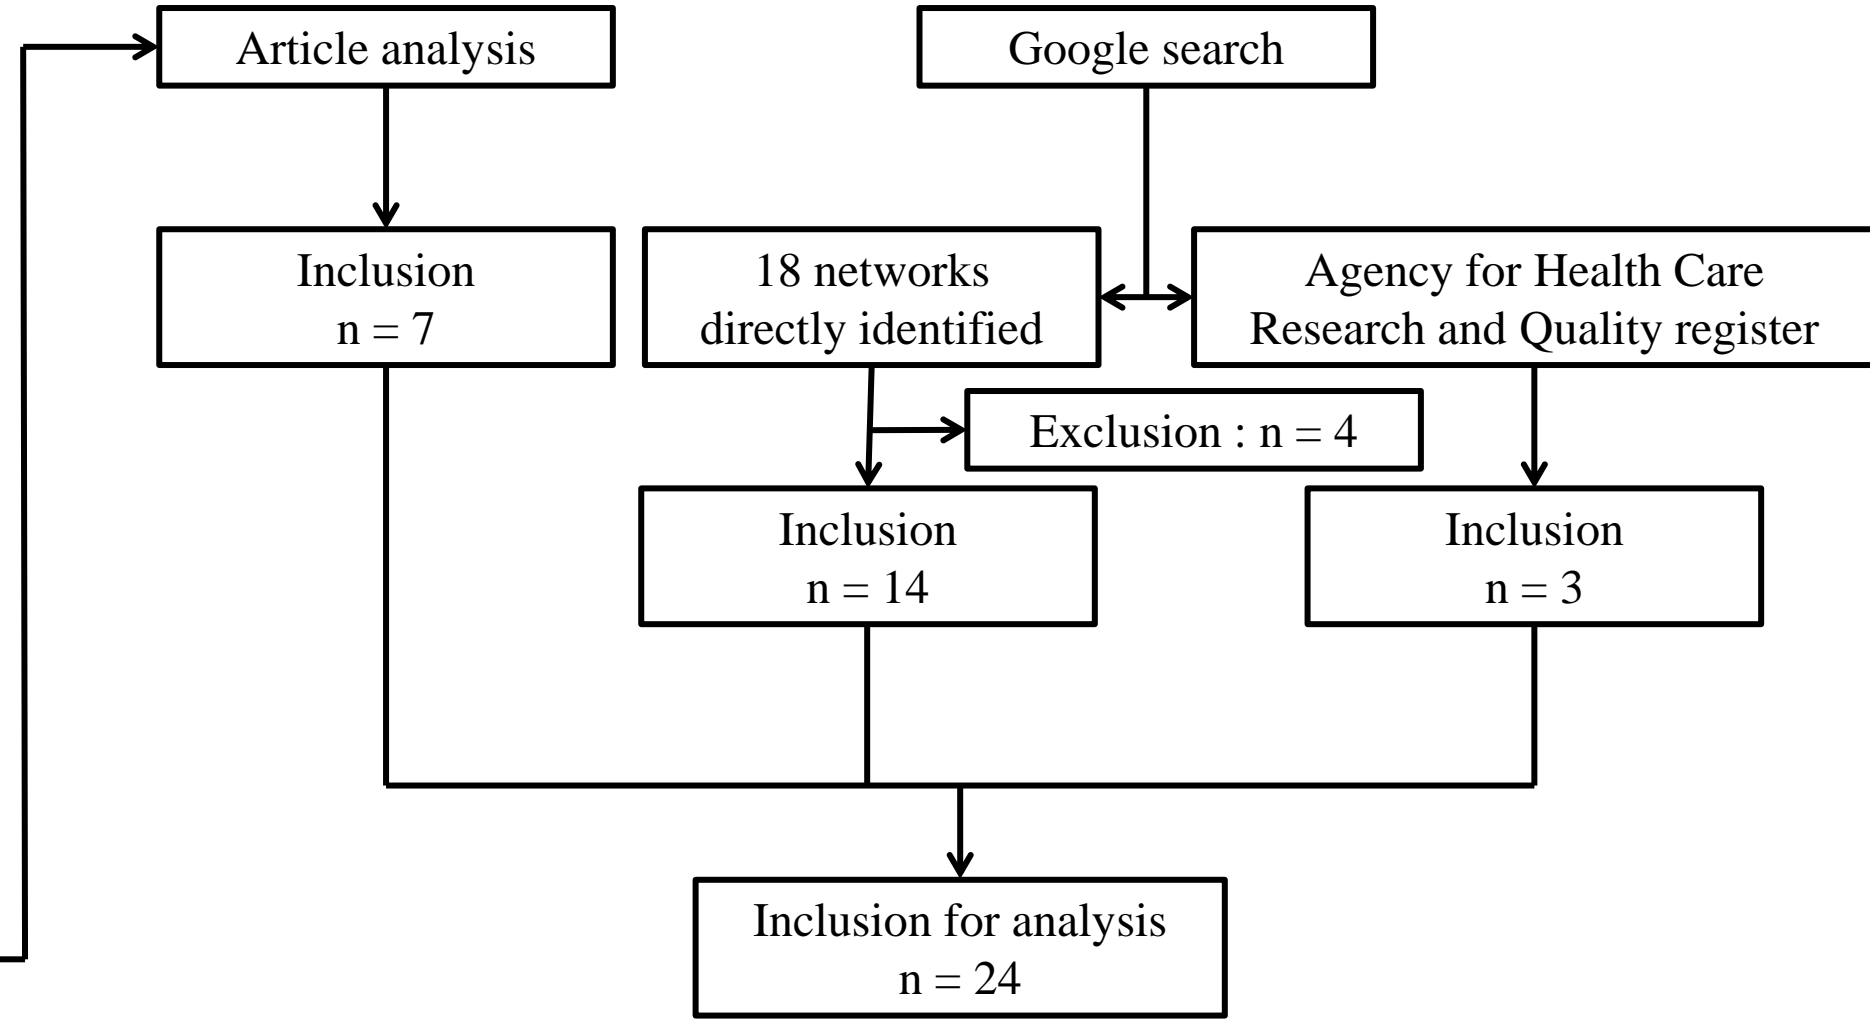 Article analysis
Google search
Inclusion
n = 7
18 networks
directly identified
Agency for Health Care
Research and Quality register
Exclusion : n = 4
Inclusion
n = 14
Inclusion
n = 3
Inclusion for analysis
n = 24